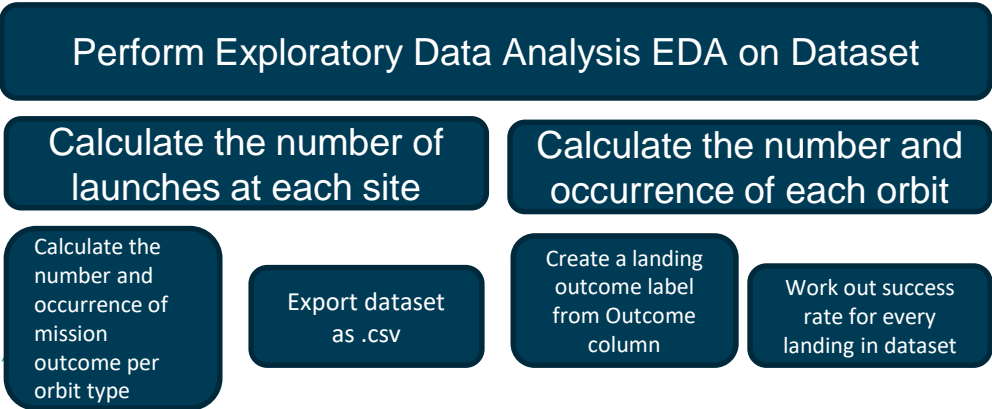 Perform Exploratory Data Analysis EDA on Dataset
Calculate the number of
launches at each site
Calculate the number and
occurrence of each orbit
Calculate the
number and
occurrence of
mission
outcome per
orbit type
Export dataset
as .csv
Create a landing
outcome label
from Outcome
column
Work out success
rate for every
landing in dataset